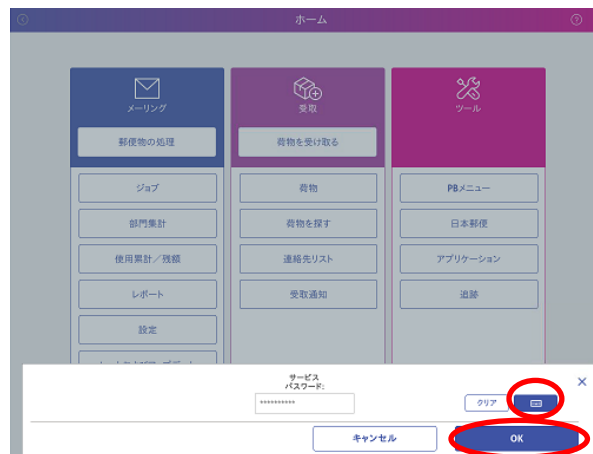 ホーム
メーリング
受取
ツール
郵便物の処理
荷物を受け取る
ジョブ
荷物
PBメニュー
部門集計
荷物を探す
日本郵便
使用累計／残額
連絡先リスト
アプリケーション
レポート
受取通知
追跡
設定
サービス
パスワード:
**********
クリア
キャンセル
OK